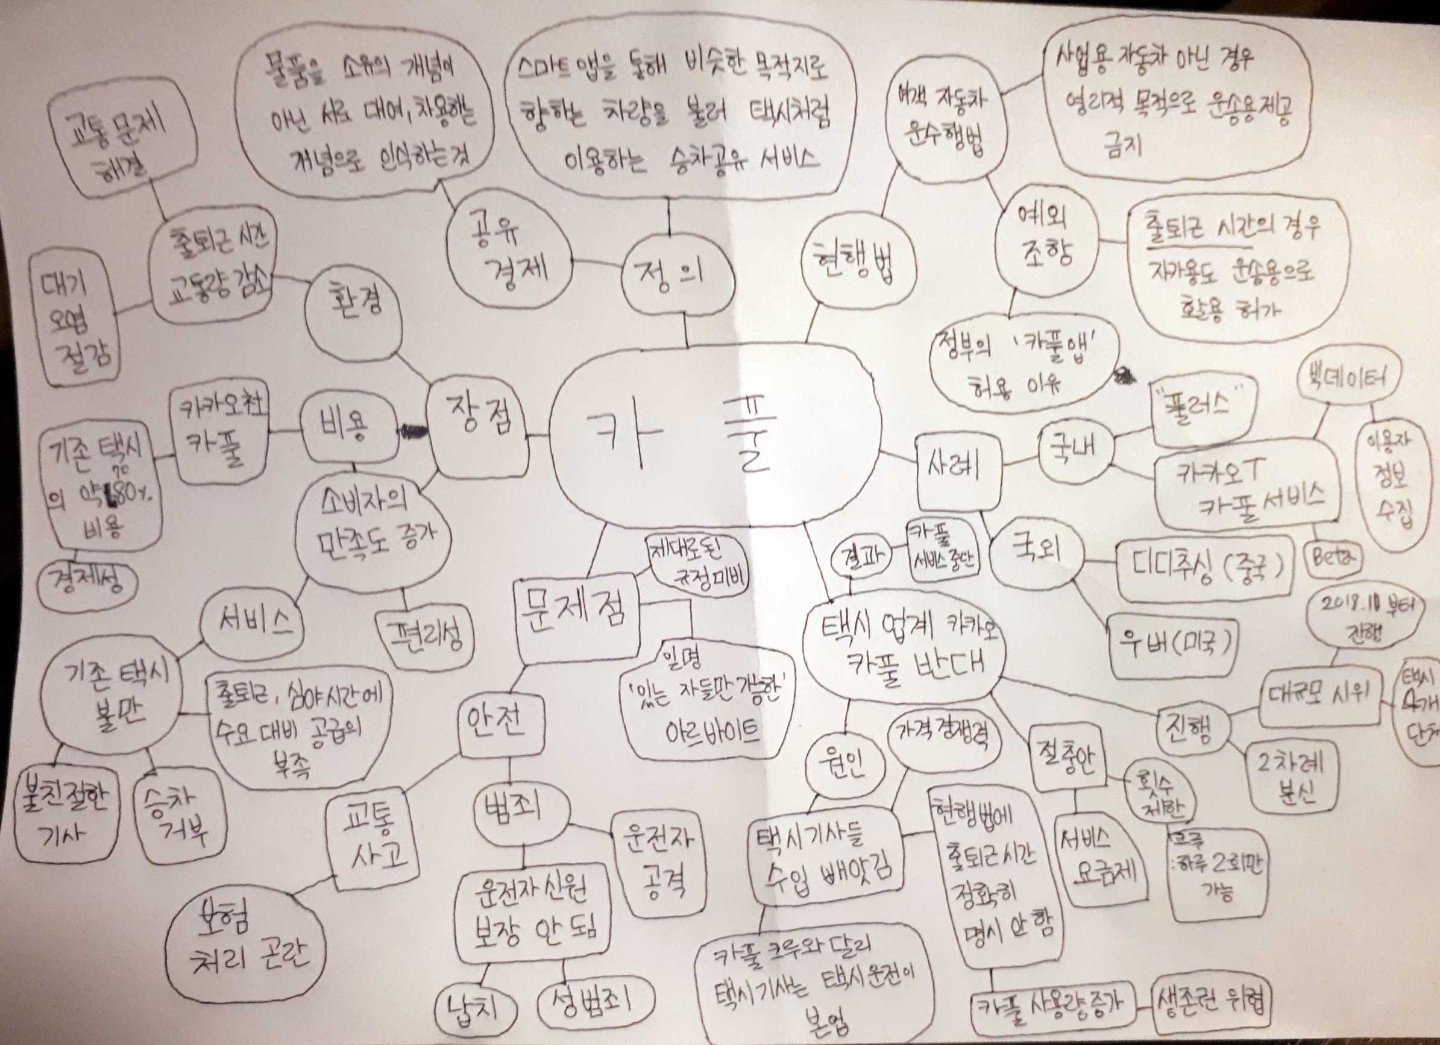 카 풀
정의
스마트 앱을 통해 비슷한 목적지로
향하는 차량을 불러 택시처럼
이용하는 승차공유 서비스
공유
경제
물품을 소유의 개념이
아닌 서로 대여, 차용하는
개념으로 인식하는 것
현행법
여객 자동차
운수행법
사업용 자동차 아닌 경우
영리적 목적으로 운송용 제공
금지
예외
조항
출퇴근 시간의 경우
자가용도 운송용으로
활용 허가
정부의 '카풀앱'
허용 이유
장점
환경
출퇴근 시간
교통량 감소
교통 문제
해결
대기
오염
절감
비용
카카오천
카풀
기존 택시
의 약 80%
비용
경제성
소비자의
만족도 증가
편리성
서비스
기존 택시
불만
출퇴근, 심야시간에
수요 대비 공급의
부족
불친절한
기사
승차
거부
사례
국내
"풀러스"
카카오 T
카풀 서비스
빅데이터
이용자
정보
수집
Beta
국외
디디추싱 (중국)
우버 (미국)
문제점
제대로된
규정 미비
일명
'있는 자들만 가능한'
아르바이트
안전
교통
사고
보험
처리 곤란
범죄
운전자
공격
운전자 신원
보장 안 됨
납치
성범죄
택시 업계 카카오
카풀 반대
결과
카풀
서비스 중단
원인
택시기사들
수입 빼앗김
가격 경쟁력
카풀 크루와 달리
택시기사는 택시운전이
본업
현행법에
출퇴근 시간
정확히
명시 안 함
카풀 사용량 증가
생존권 위협
절충안
서비스
요금제
횟수
제한
:하루 2회만
가능
진행
대규모 시위
2018.10 부터
진행
택시
4개
단체
2차례
분신